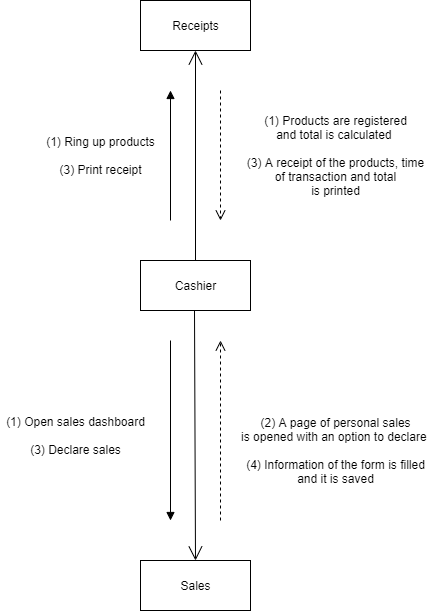 Receipts
(1) Ring up products
(3) Print receipt
(1) Products are registered
and total is calculated
(3) A receipt of the products, time
of transaction and total
is printed
Cashier
(1) Open sales dashboard
(3) Declare sales
(2) A page of personal sales
is opened with an option to declare
(4) Information of the form is filled
and it is saved
Sales